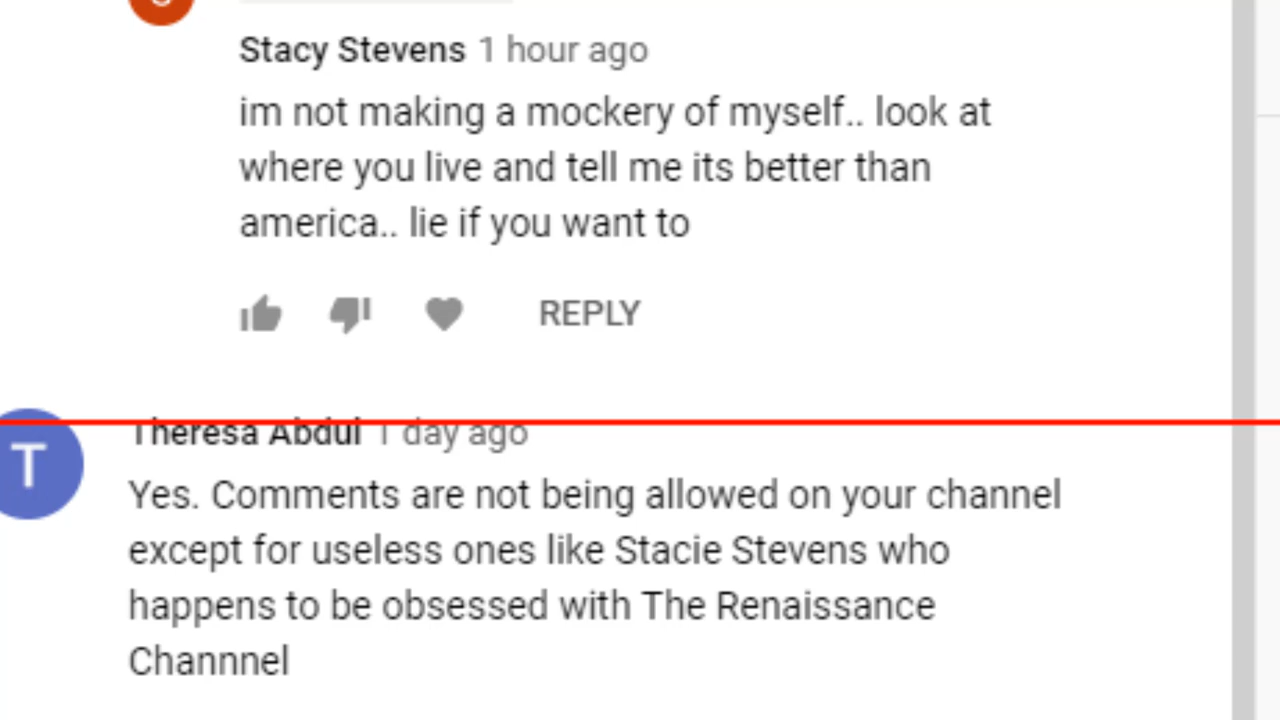 Stacy Stevens 1 hour ago
im not making a mockery of myself.. look at
where you live and tell me its better than
america.. lie if you want to
REPLY
Theresa Abdul 1 day ago
T
Yes. Comments are not being allowed on your channel
except for useless ones like Stacie Stevens who
happens to be obsessed with The Renaissance
Channnel